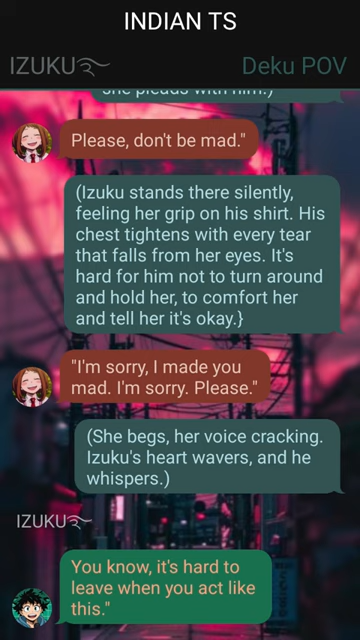 INDIAN TS
IZUKU
Deku POV
she pleads with him.)
Please, don't be mad."
(Izuku stands there silently,
feeling her grip on his shirt. His
chest tightens with every tear
that falls from her eyes. It's
hard for him not to turn around
and hold her, to comfort her
and tell her it's okay.}
"I'm sorry, I made you
mad. I'm sorry. Please."
(She begs, her voice cracking.
Izuku's heart wavers, and he
whispers.)
IZUKU
You know, it's hard to
leave when you act like
this."